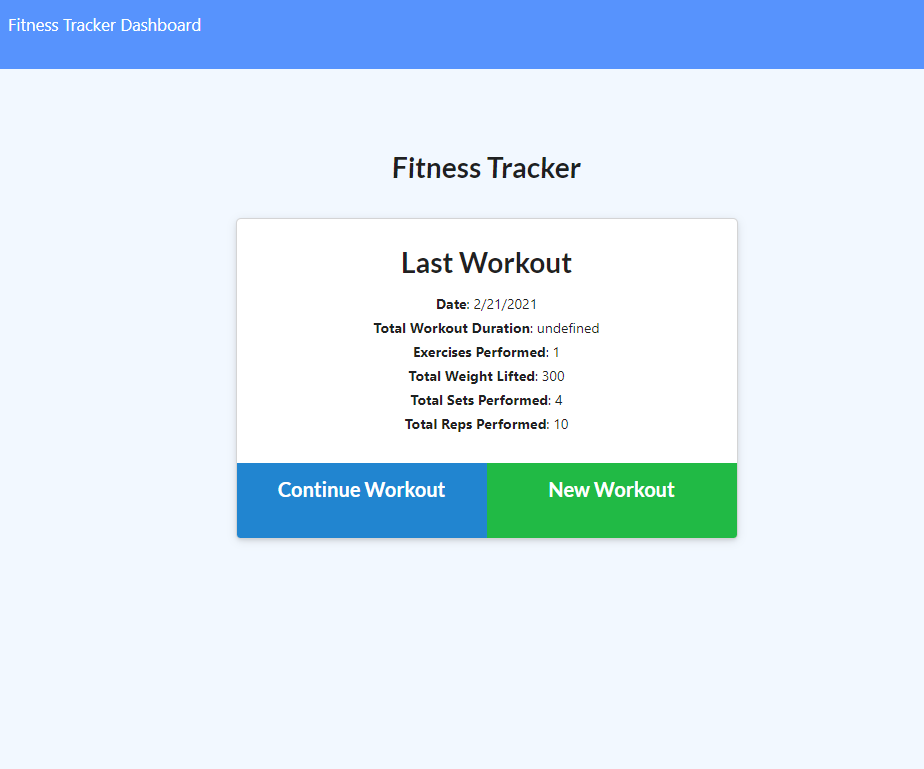 Fitness Tracker Dashboard
Fitness Tracker
Last Workout
Date: 2/21/2021
Total Workout Duration: undefined
Exercises Performed: 1
Total Weight Lifted: 300
Total Sets Performed: 4
Total Reps Performed: 10
Continue Workout New Workout